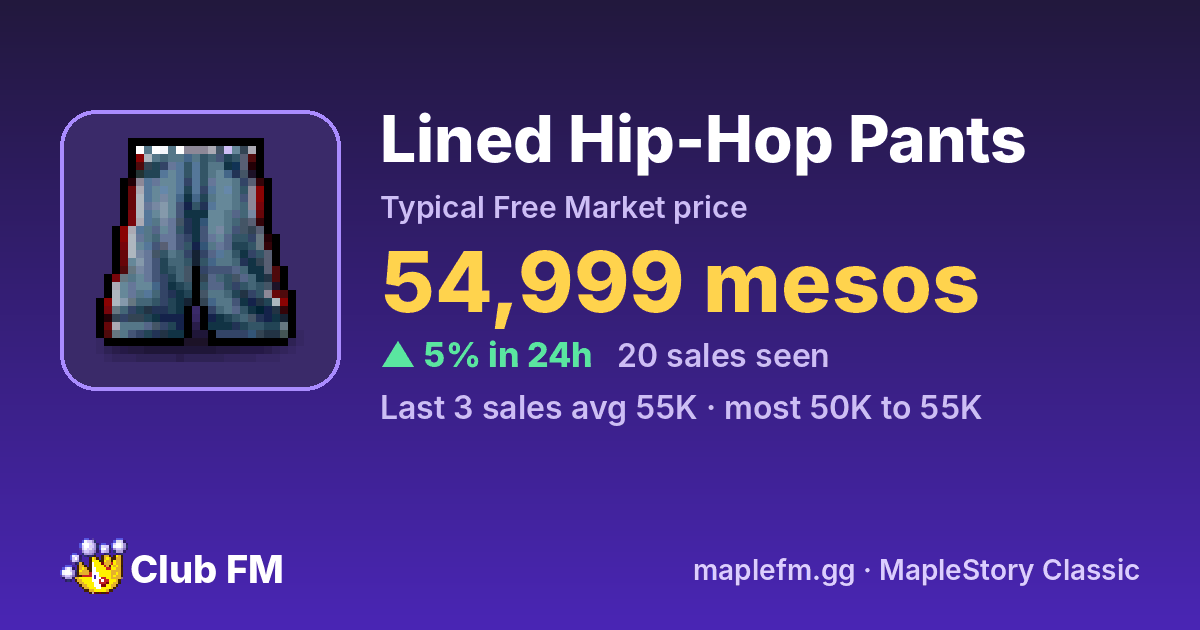 Lined Hip-Hop Pants
Typical Free Market price
54,999 mesos
▲ 5% in 24h 20 sales seen
Last 3 sales avg 55K · most 50K to 55K
Club FM
maplefm.gg · MapleStory Classic